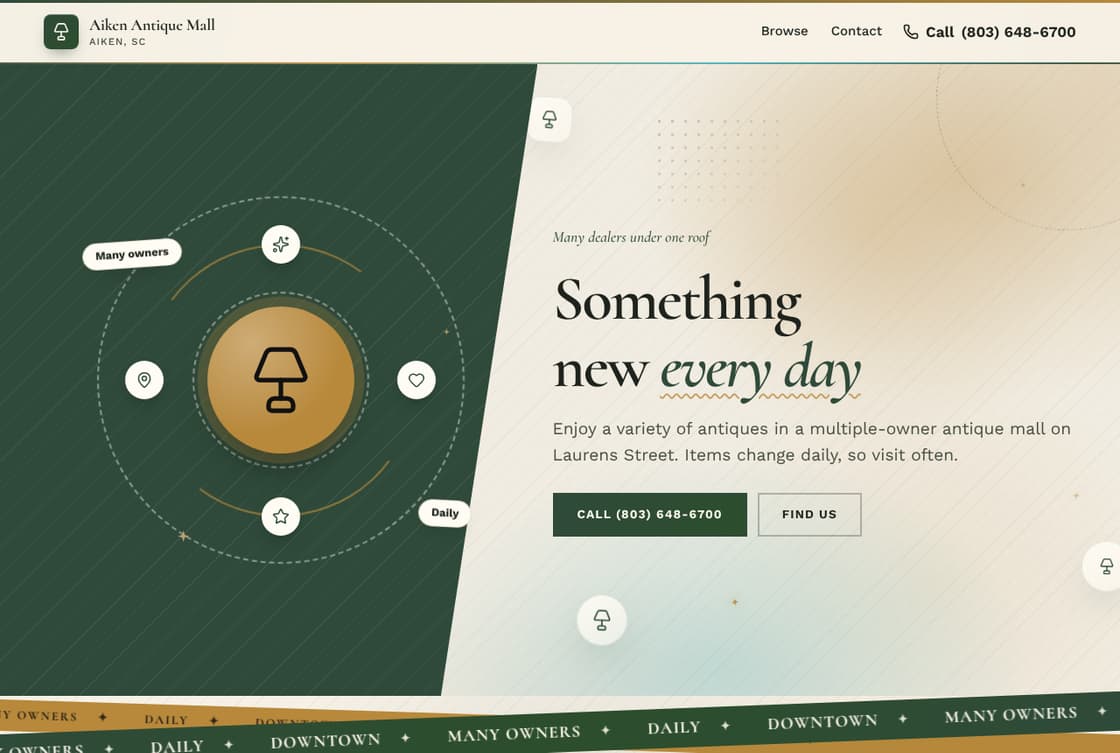 Aiken Antique Mall
AIKEN, SC
Browse Contact Call (803) 648-6700
Many owners
Daily
Many dealers under one roof
Something
new every day
Enjoy a variety of antiques in a multiple-owner antique mall on
Laurens Street. Items change daily, so visit often.
CALL (803) 648-6700 FIND US
OWNERS ✦ DAILY ✦
OWNERS ✦ DAILY ✦ DOWNTOWN ✦ MANY OWNERS ✦ DAILY ✦ DOWNTOWN ✦ MANY OWNERS ✦